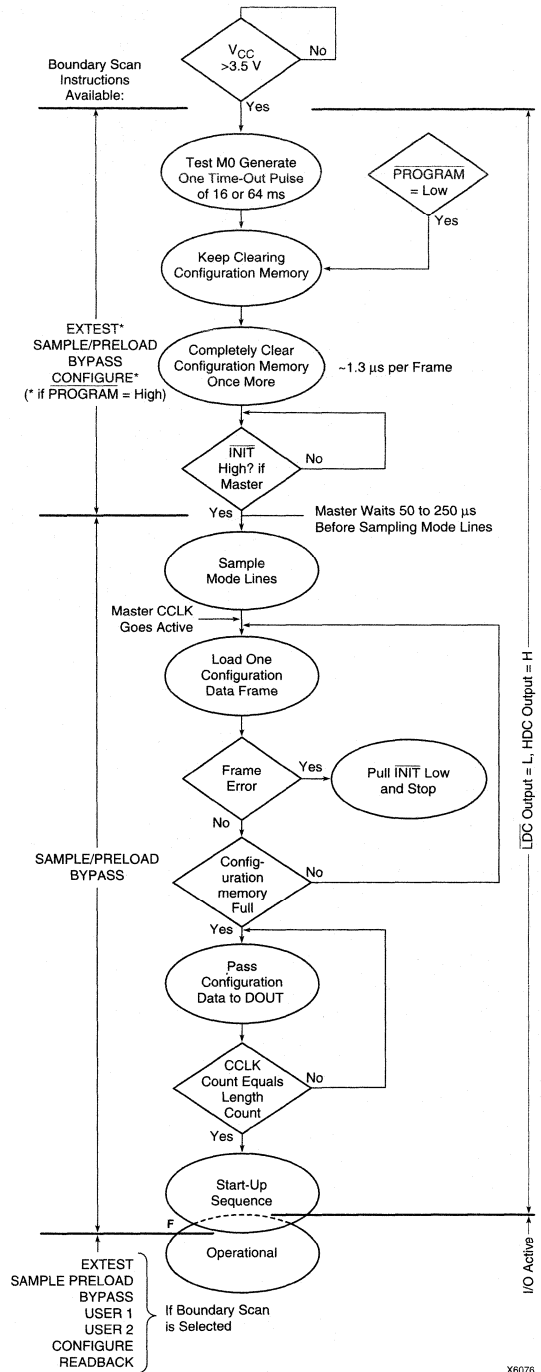 V_CC
>3.5 V
No
Yes
Boundary Scan
Instructions
Available:
Test M0 Generate
One Time-Out Pulse
of 16 or 64 ms
PROGRAM
= Low
Yes
Keep Clearing
Configuration Memory
EXTEST*
SAMPLE/PRELOAD
BYPASS
CONFIGURE*
(* if PROGRAM = High)
Completely Clear
Configuration Memory
Once More
~1.3 µs per Frame
INIT
High? if
Master
No
Yes
Master Waits 50 to 250 µs
Before Sampling Mode Lines
Sample
Mode Lines
Master CCLK
Goes Active
Load One
Configuration
Data Frame
LDC Output = L, HDC Output = H
Frame
Error
Yes
No
Pull INIT Low
and Stop
SAMPLE/PRELOAD
BYPASS
Config-
uration
memory
Full
No
Yes
Pass
Configuration
Data to DOUT
CCLK
Count Equals
Length
Count
No
Yes
Start-Up
Sequence
F
Operational
I/O Active
EXTEST
SAMPLE PRELOAD
BYPASS
USER 1
USER 2
CONFIGURE
READBACK
If Boundary Scan
is Selected
X6076